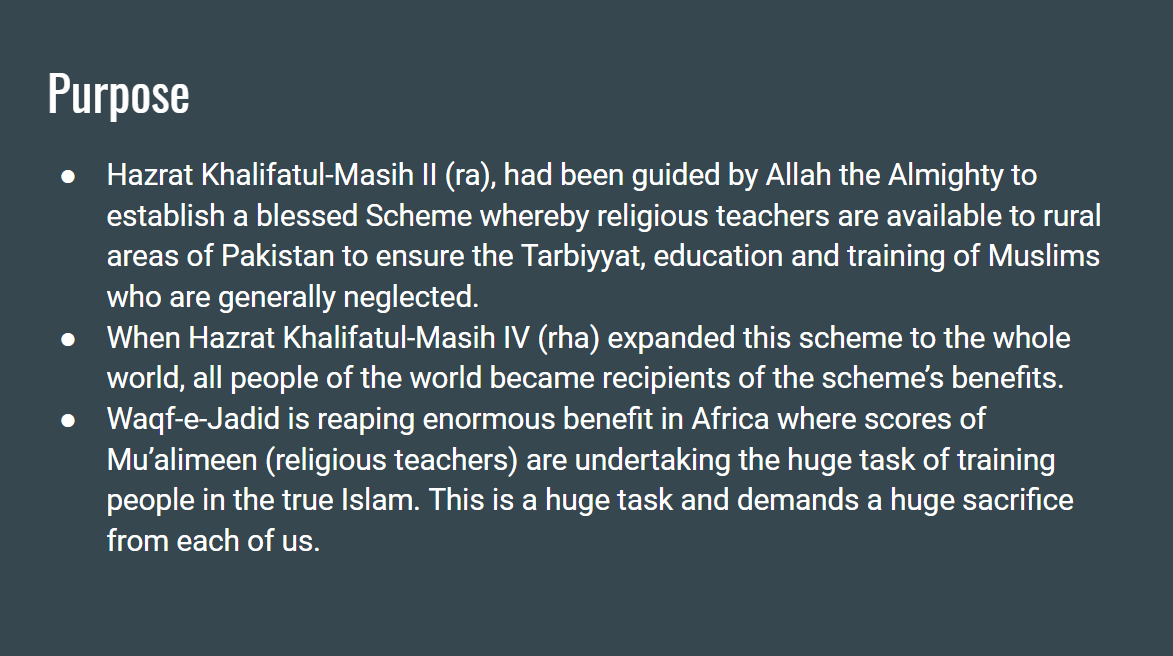 Purpose
● Hazrat Khalifatul-Masih II (ra), had been guided by Allah the Almighty to
establish a blessed Scheme whereby religious teachers are available to rural
areas of Pakistan to ensure the Tarbiyyat, education and training of Muslims
who are generally neglected.
● When Hazrat Khalifatul-Masih IV (rha) expanded this scheme to the whole
world, all people of the world became recipients of the scheme’s benefits.
● Waqf-e-Jadid is reaping enormous benefit in Africa where scores of
Mu’alimeen (religious teachers) are undertaking the huge task of training
people in the true Islam. This is a huge task and demands a huge sacrifice
from each of us.